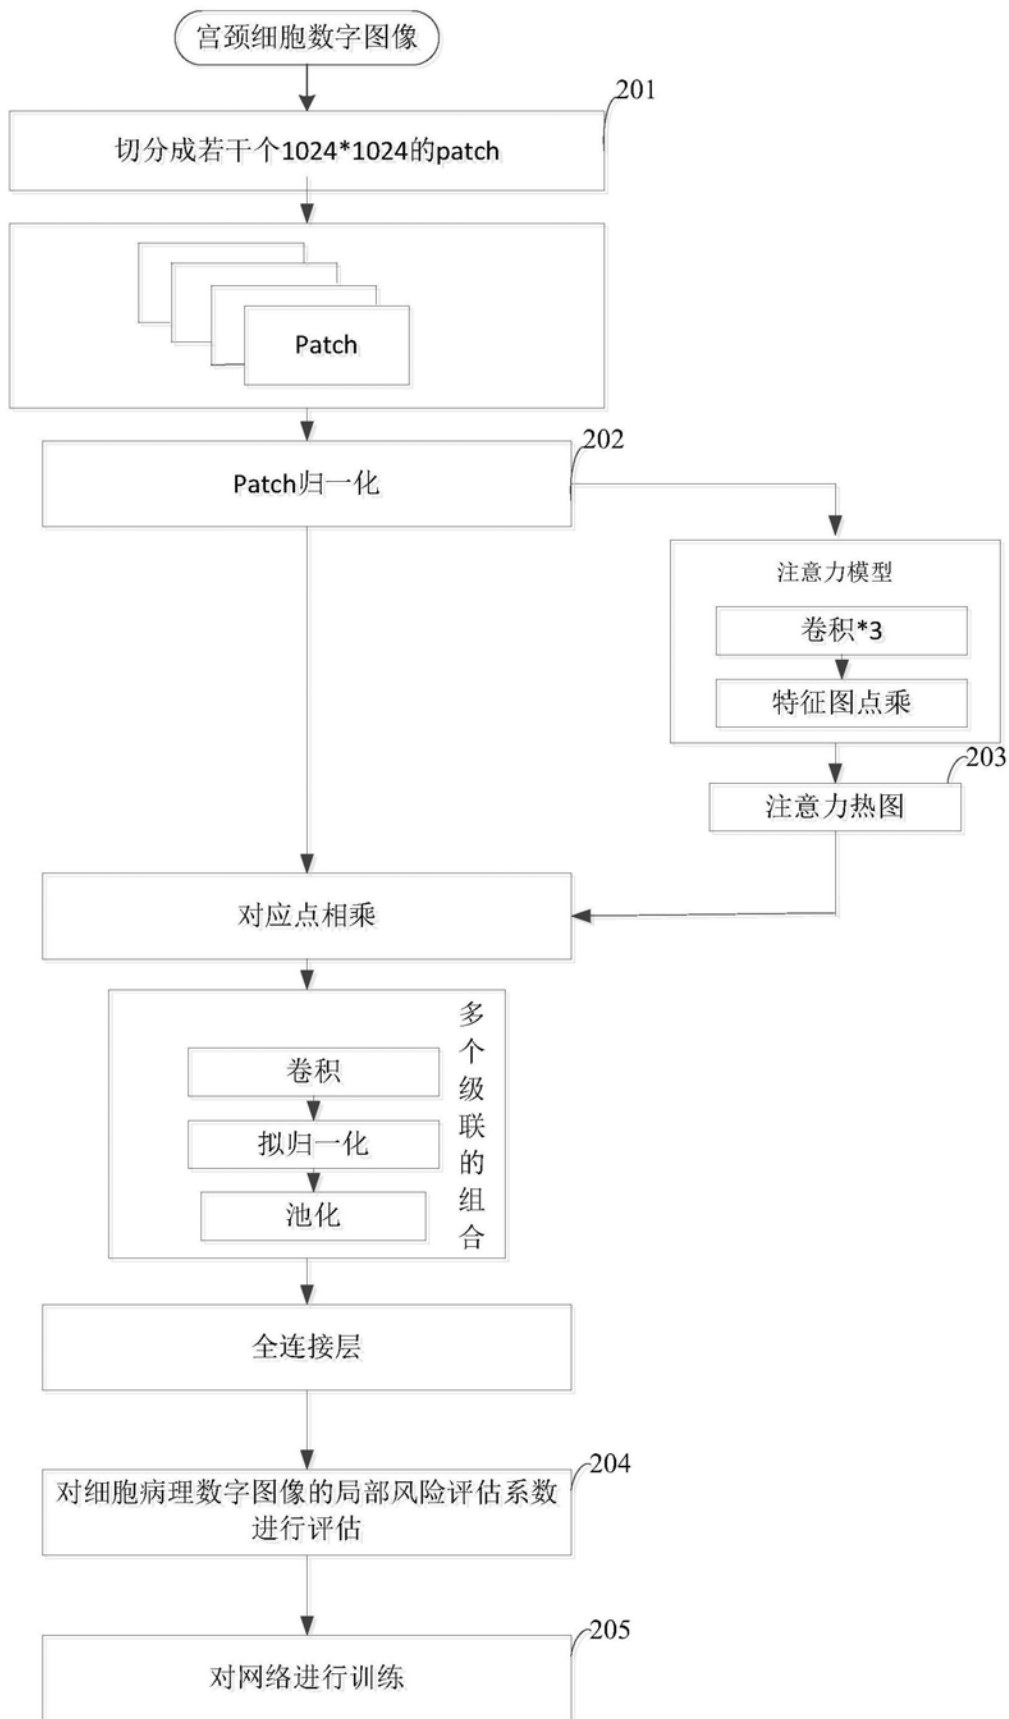 宫颈细胞数字图像
201
切分成若干个1024*1024的patch
Patch
202
Patch归一化
注意力模型
卷积*3
特征图点乘
203
注意力热图
对应点相乘
多个级联的组合
卷积
拟归一化
池化
全连接层
204
对细胞病理数字图像的局部风险评估系数
进行评估
205
对网络进行训练